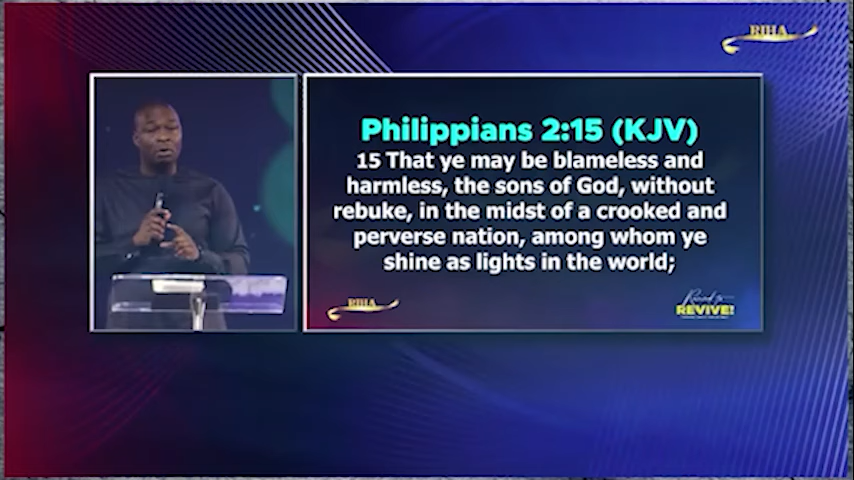 RIHA
Philippians 2:15 (KJV)
15 That ye may be blameless and
harmless, the sons of God, without
rebuke, in the midst of a crooked and
perverse nation, among whom ye
shine as lights in the world;
RIHA
REVIVE!